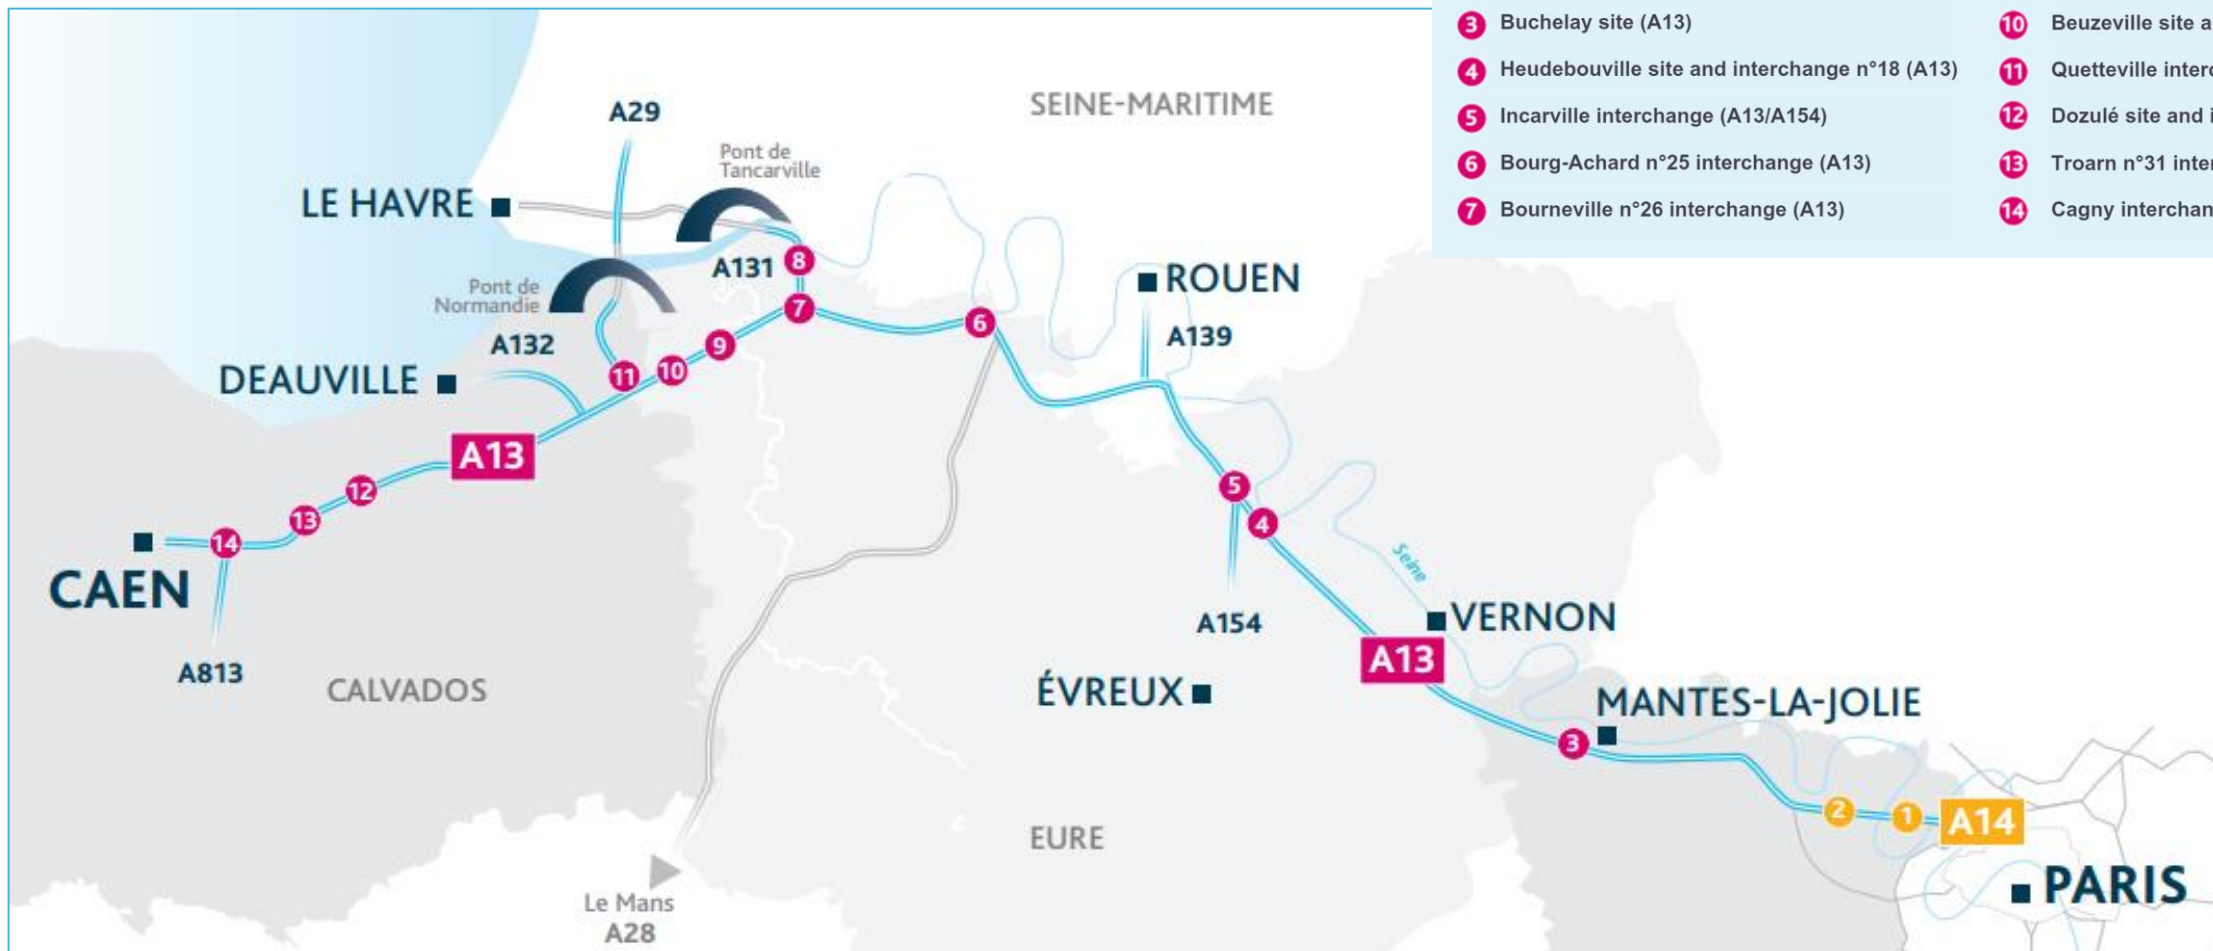 3 Buchelay site (A13)
4 Heudebouville site and interchange n°18 (A13)
5 Incarville interchange (A13/A154)
6 Bourg-Achard n°25 interchange (A13)
7 Bourneville n°26 interchange (A13)
10 Beuzeville site a
11 Quetteville interc
12 Dozulé site and i
13 Troarn n°31 inter
14 Cagny interchan
SEINE-MARITIME
A29
Pont de
Tancarville
LE HAVRE
A131
8
ROUEN
Pont de
Normandie
7
6
A139
A132
9
10
11
DEAUVILLE
A13
12
5
13
4
14
CAEN
Seine
A154
VERNON
A13
A813
CALVADOS
ÉVREUX
MANTES-LA-JOLIE
3
2
1
A14
EURE
PARIS
Le Mans
A28